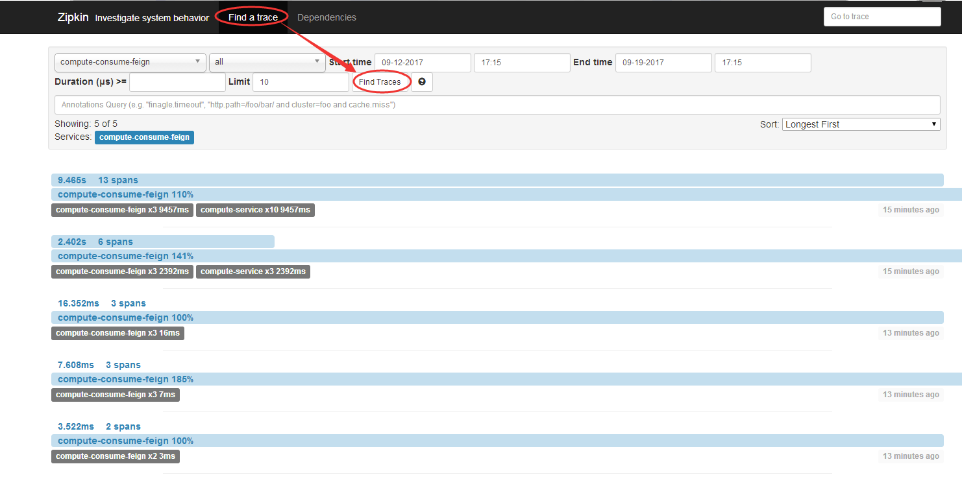 Zipkin Investigate system behavior Find a trace Dependencies Go to trace
compute-consume-feign all Start time 09-12-2017 17:15 End time 09-19-2017 17:15
Duration (μs) >= Limit 10 Find Traces ?
Annotations Query (e.g. "finagle.timeout", "http.path=/foo/bar/ and cluster=foo and cache.miss")
Showing: 5 of 5 Sort: Longest First
Services: compute-consume-feign
9.465s 13 spans
compute-consume-feign 110%
compute-consume-feign x3 9457ms compute-service x10 9457ms 15 minutes ago
2.402s 6 spans
compute-consume-feign 141%
compute-consume-feign x3 2392ms compute-service x3 2392ms 15 minutes ago
16.352ms 3 spans
compute-consume-feign 100%
compute-consume-feign x3 16ms 13 minutes ago
7.608ms 3 spans
compute-consume-feign 185%
compute-consume-feign x3 7ms 13 minutes ago
3.522ms 2 spans
compute-consume-feign 100%
compute-consume-feign x2 3ms 13 minutes ago